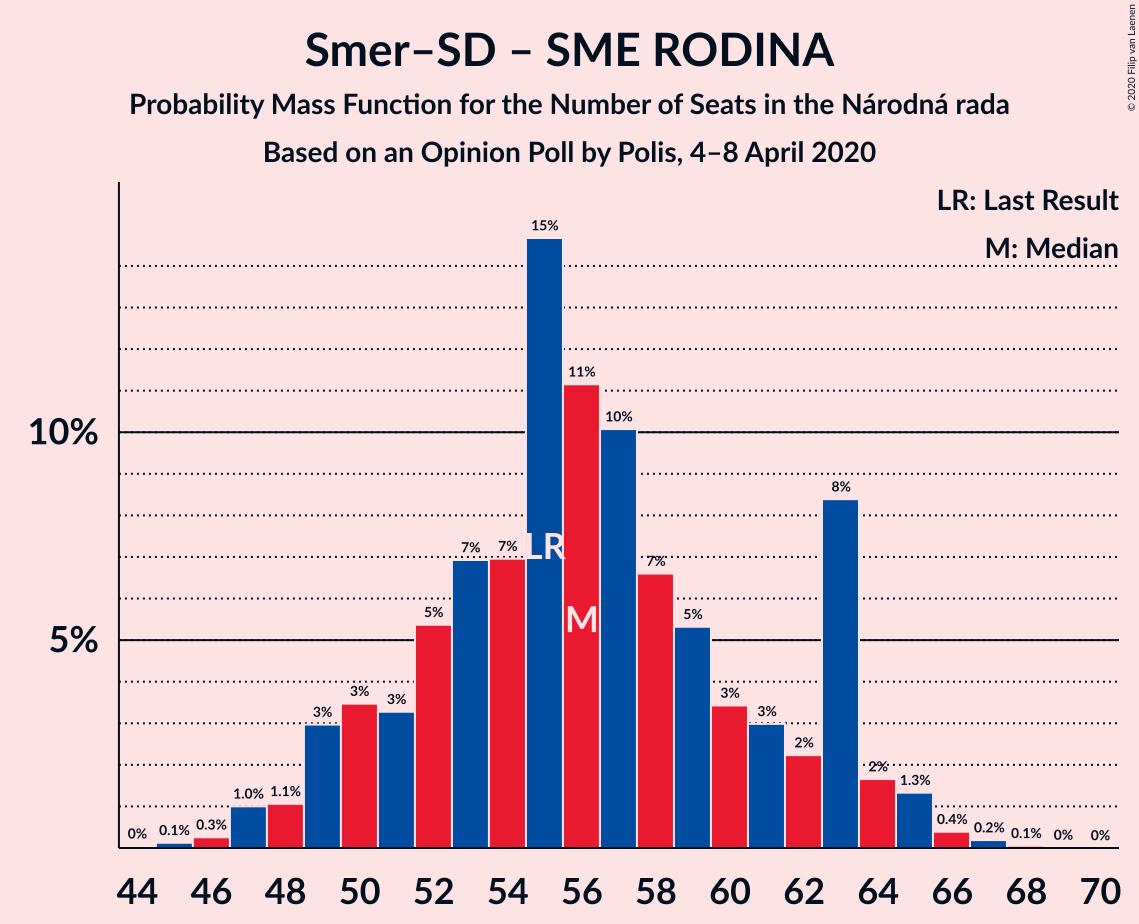 Smer–SD – SME RODINA
Probability Mass Function for the Number of Seats in the Národná rada
Based on an Opinion Poll by Polis, 4–8 April 2020
© 2020 Filip van Laenen
LR: Last Result
M: Median
10%
5%
0% 0.1% 0.3% 1.0% 1.1% 3% 3% 3% 5% 7% 7% 15% 11% 10% 7% 5% 3% 3% 2% 8% 2% 1.3% 0.4% 0.2% 0.1% 0% 0%
LR
M
44 46 48 50 52 54 56 58 60 62 64 66 68 70